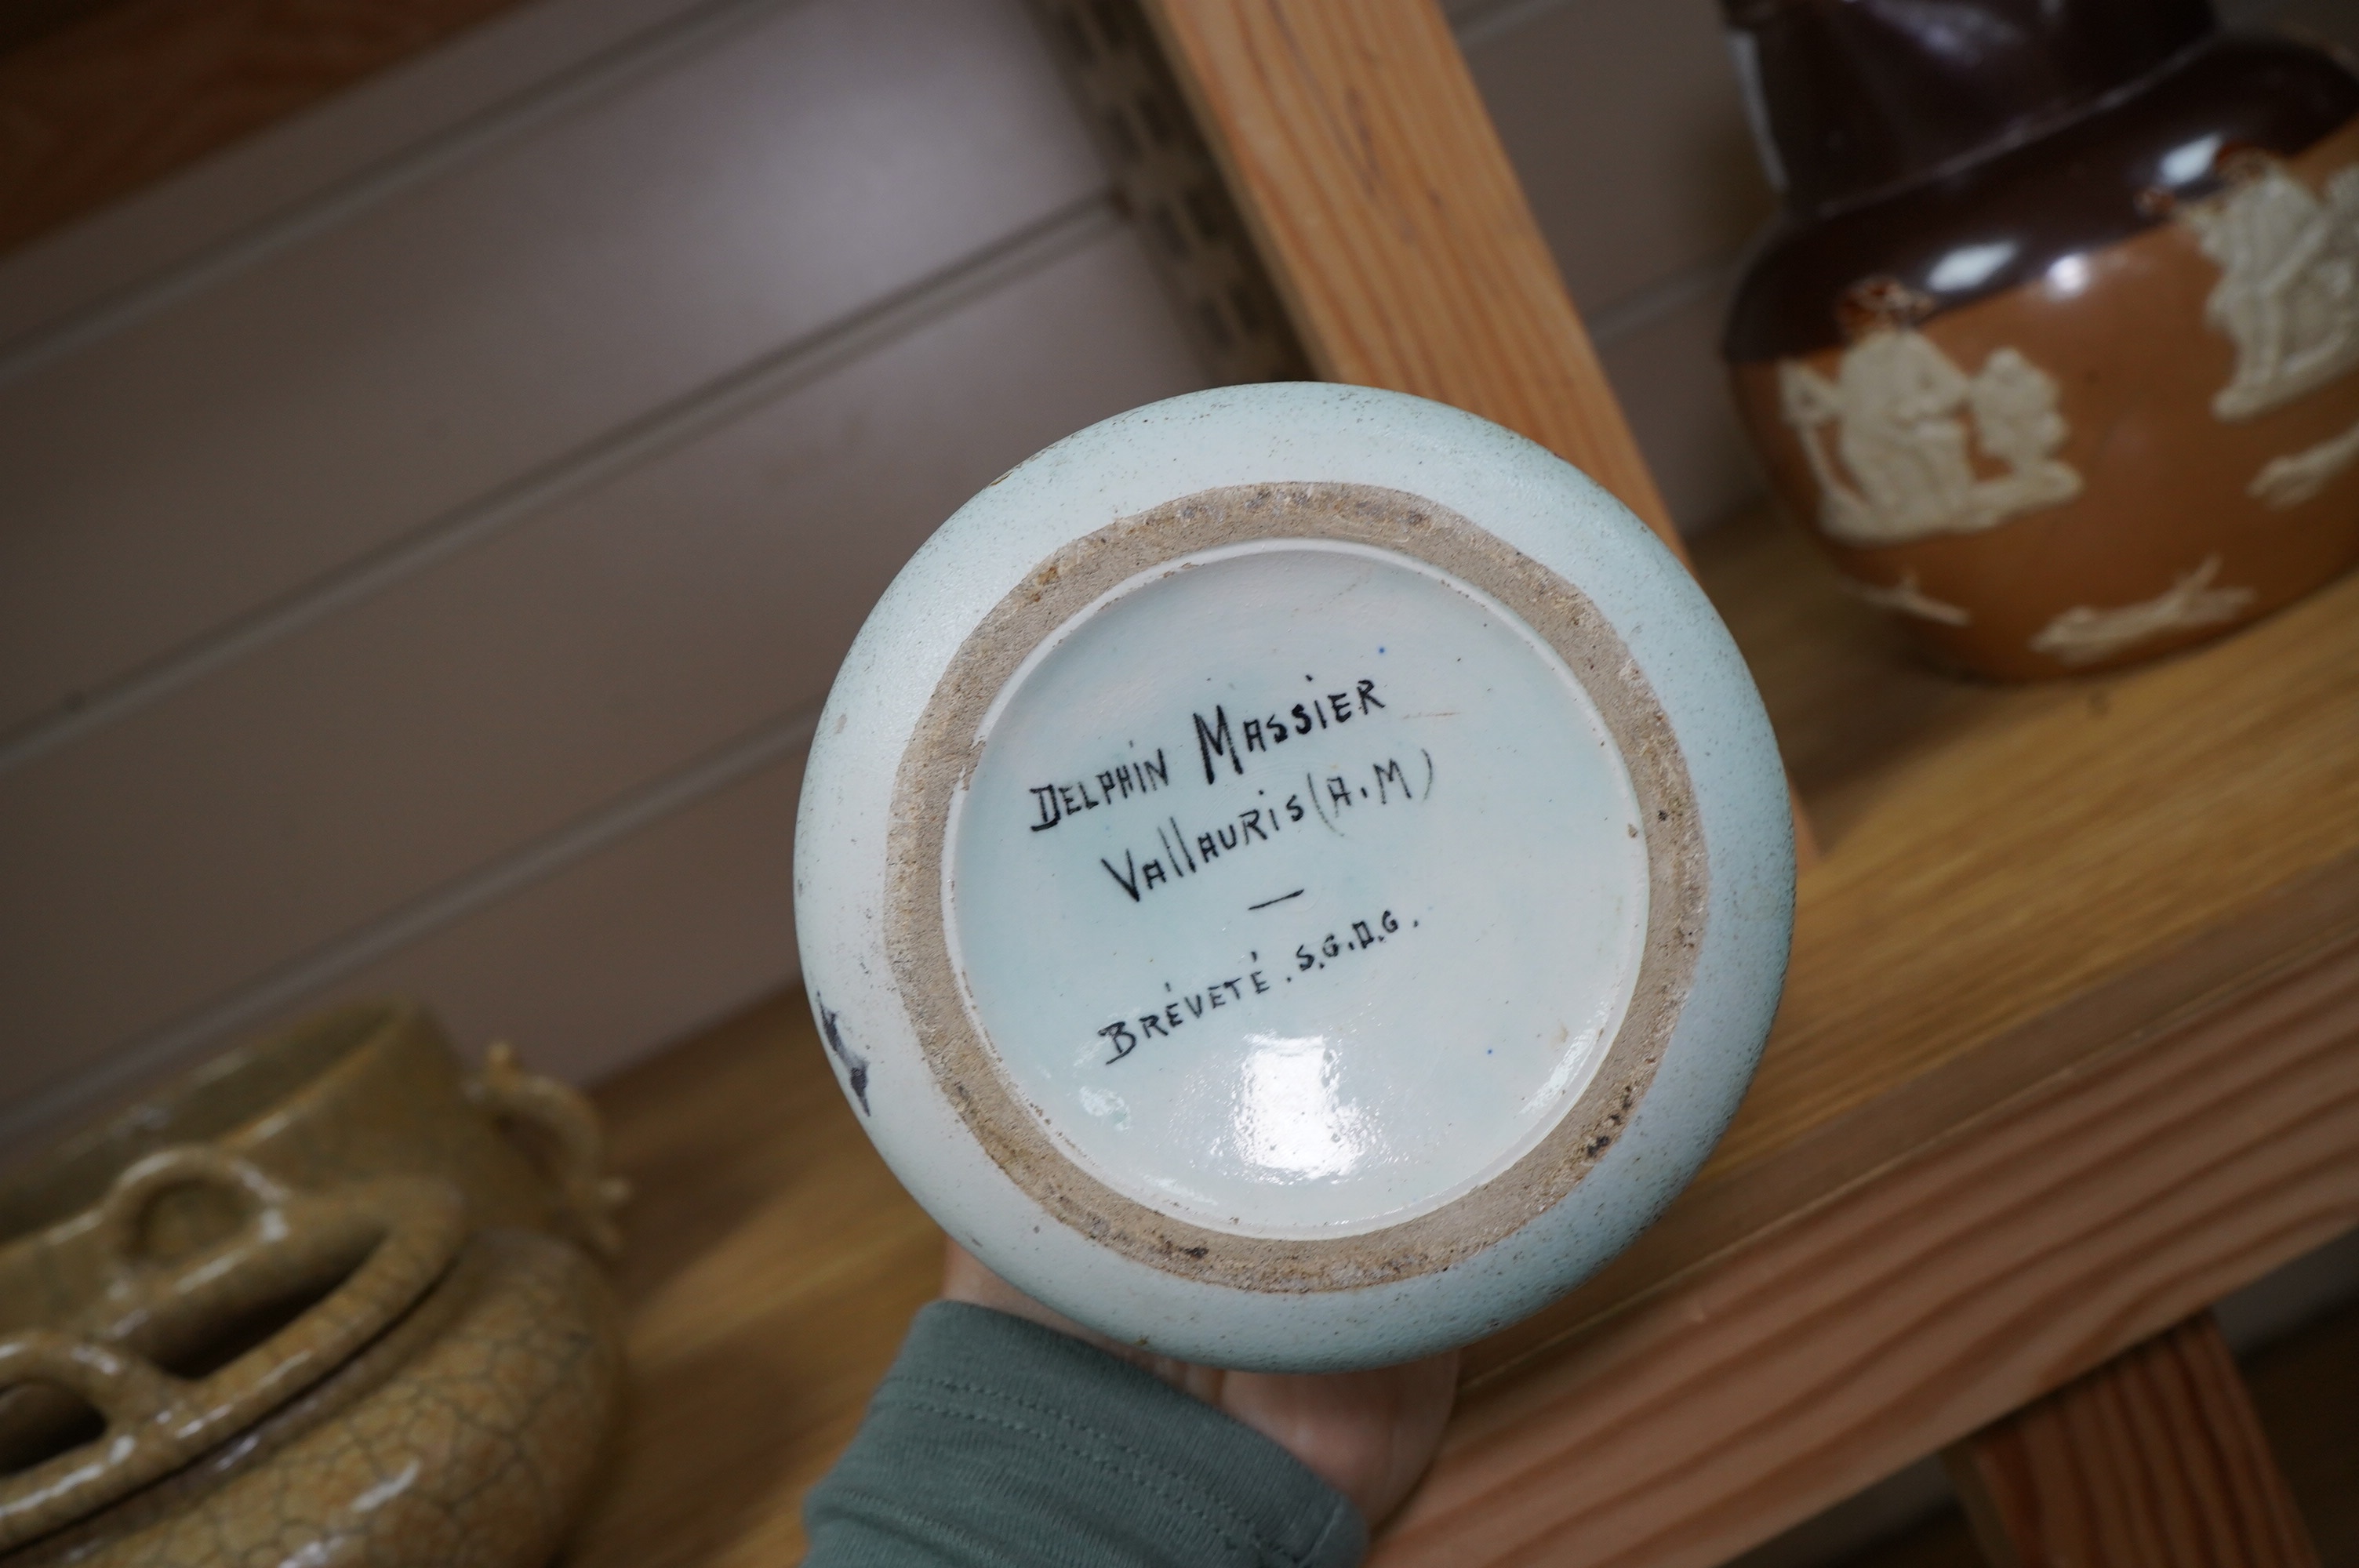 DELPHIN MASSiER
VAllAURiS (A.M)
—
BRÉVETÉ. S.G.D.G.